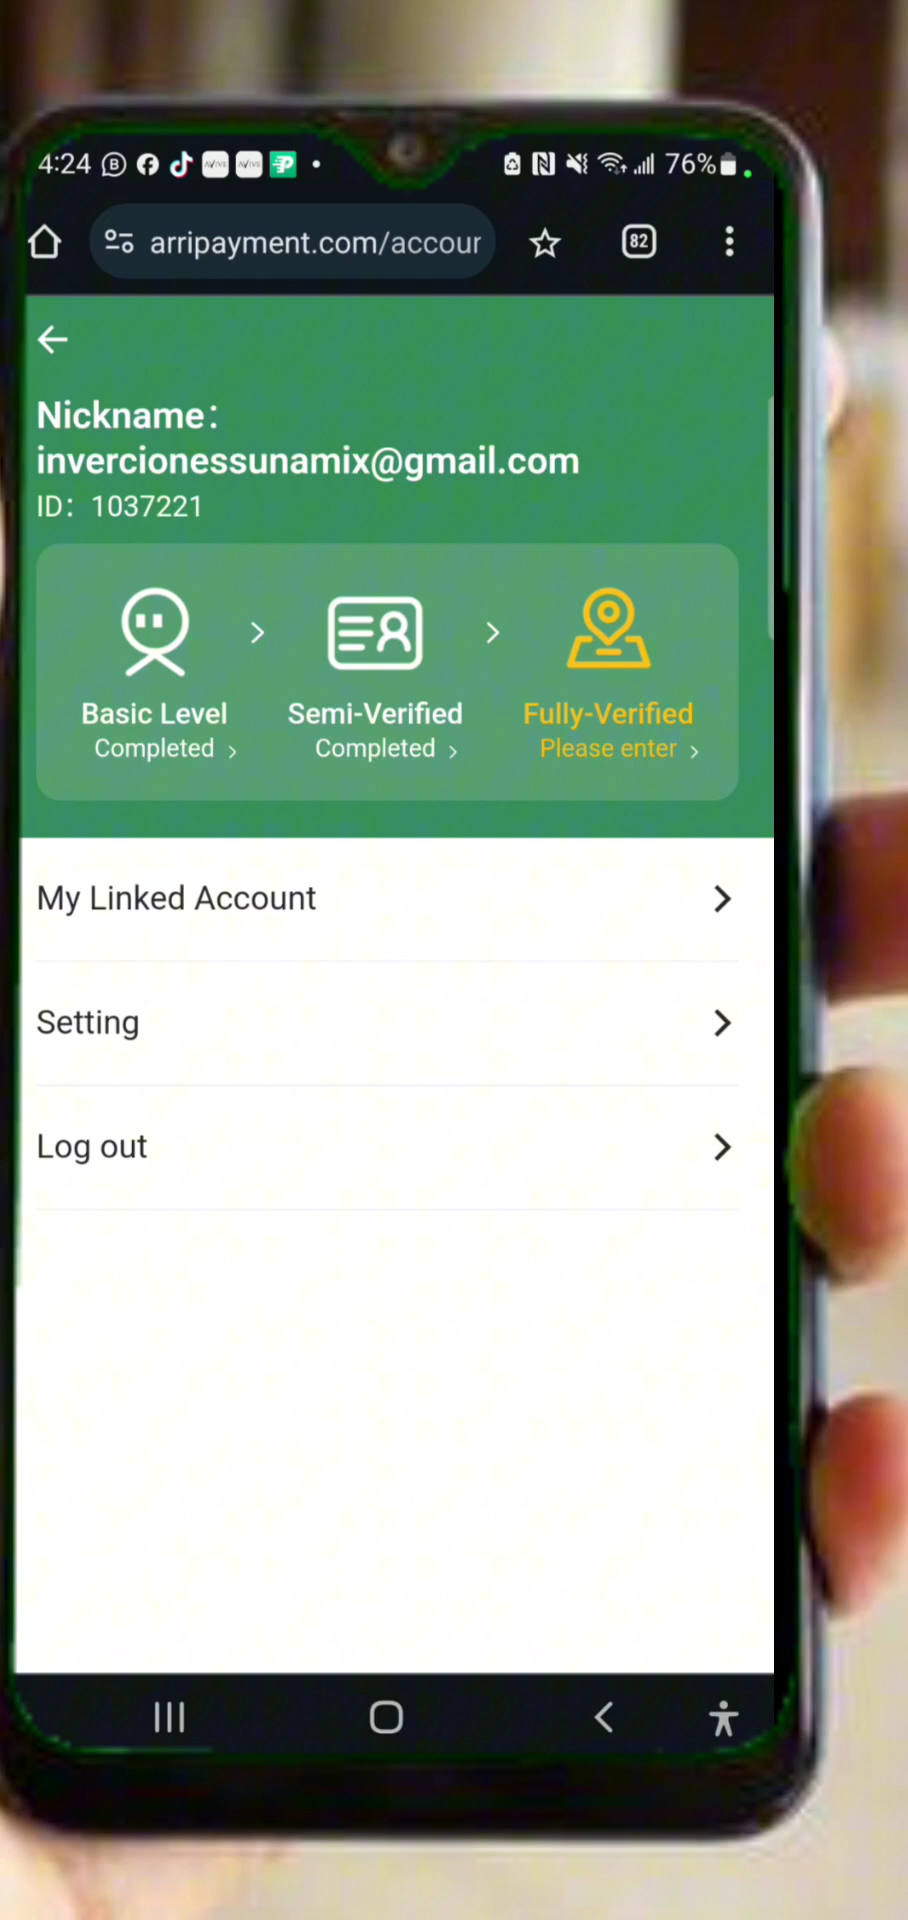 4:24
76%
arripayment.com/accour
82
Nickname:
invercionessunamix@gmail.com
ID: 1037221
Basic Level
Completed
Semi-Verified
Completed
Fully-Verified
Please enter
My Linked Account
Setting
Log out